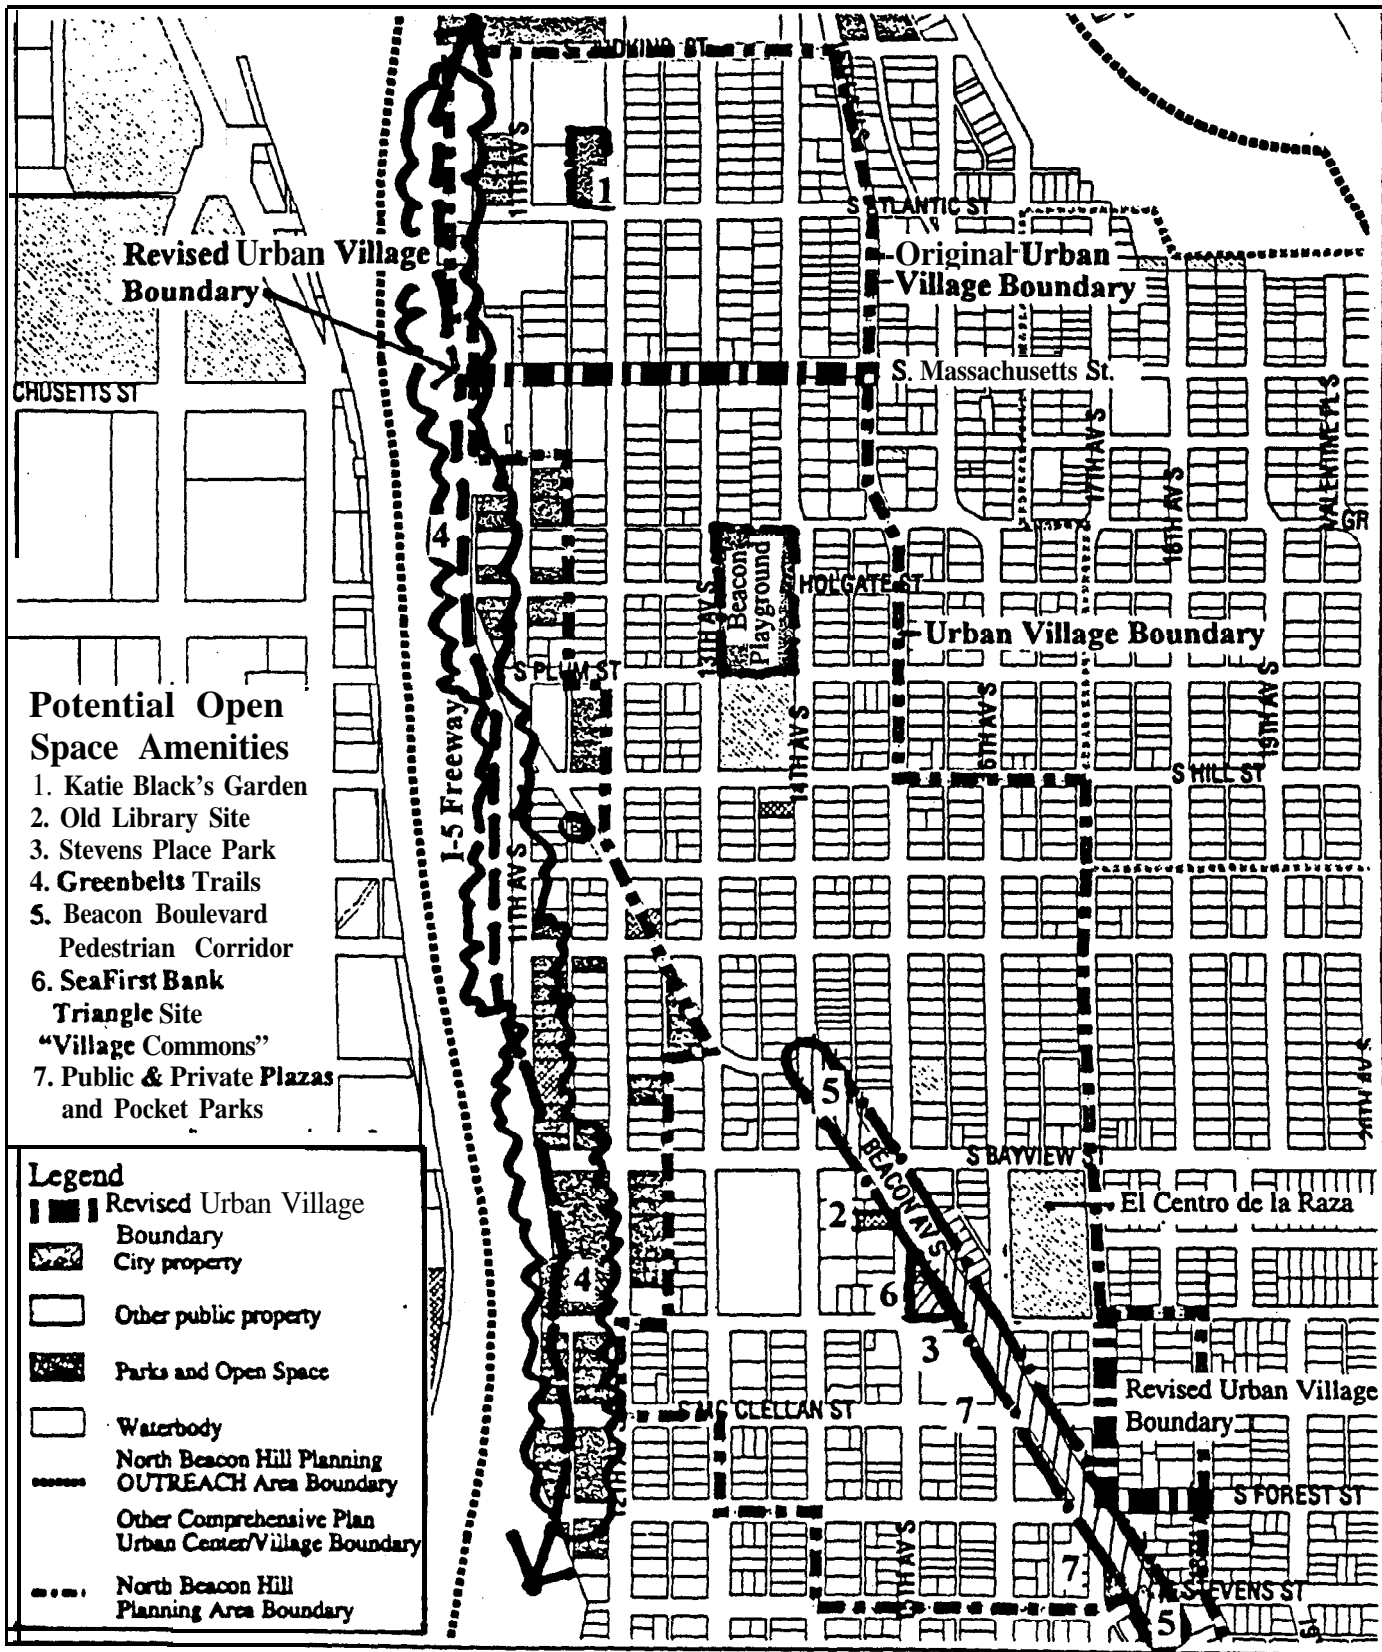 S JUDKINS ST
11TH AV S
1
S ATLANTIC ST
Revised Urban Village
Boundary
Original Urban
Village Boundary
S. Massachusetts St.
CHUSETTS ST
VALENTINE PL S
17TH AV S
18TH AV S
GR
4
13TH AV S
Beacon
Playground
HOLGATE ST
Urban Village Boundary
S PLUM ST
19TH AV S
14TH AV S
S HILL ST
I-5 Freeway
11TH AV S
Potential Open
Space Amenities
1. Katie Black's Garden
2. Old Library Site
3. Stevens Place Park
4. Greenbelts Trails
5. Beacon Boulevard
Pedestrian Corridor
6. SeaFirst Bank
Triangle Site
“Village Commons”
7. Public & Private Plazas
and Pocket Parks
5
BEACON AV S
S BAYVIEW ST
El Centro de la Raza
2
6
3
4
7
Revised Urban Village
Boundary
S MC CLELLAN ST
12TH AV S
S FOREST ST
15TH AV S
7
STEVENS ST
5
Legend
Revised Urban Village
Boundary
City property
Other public property
Parks and Open Space
Waterbody
North Beacon Hill Planning
OUTREACH Area Boundary
Other Comprehensive Plan
Urban Center/Village Boundary
North Beacon Hill
Planning Area Boundary